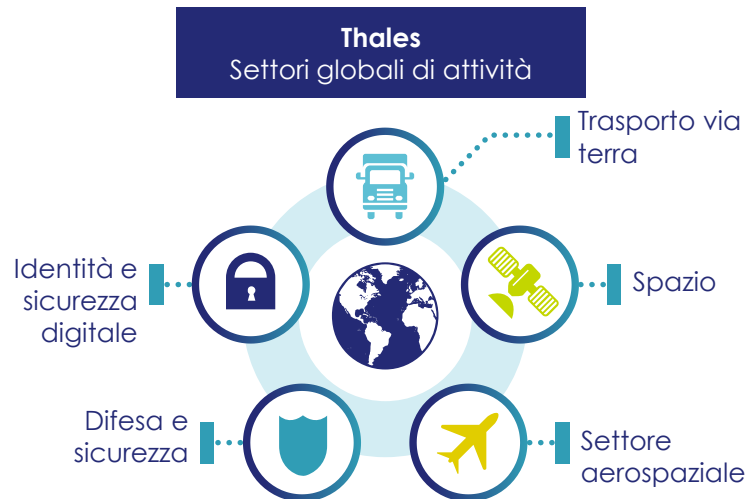 Thales
Settori globali di attività
Trasporto via
terra
Spazio
Settore
aerospaziale
Difesa e
sicurezza
Identità e
sicurezza
digitale